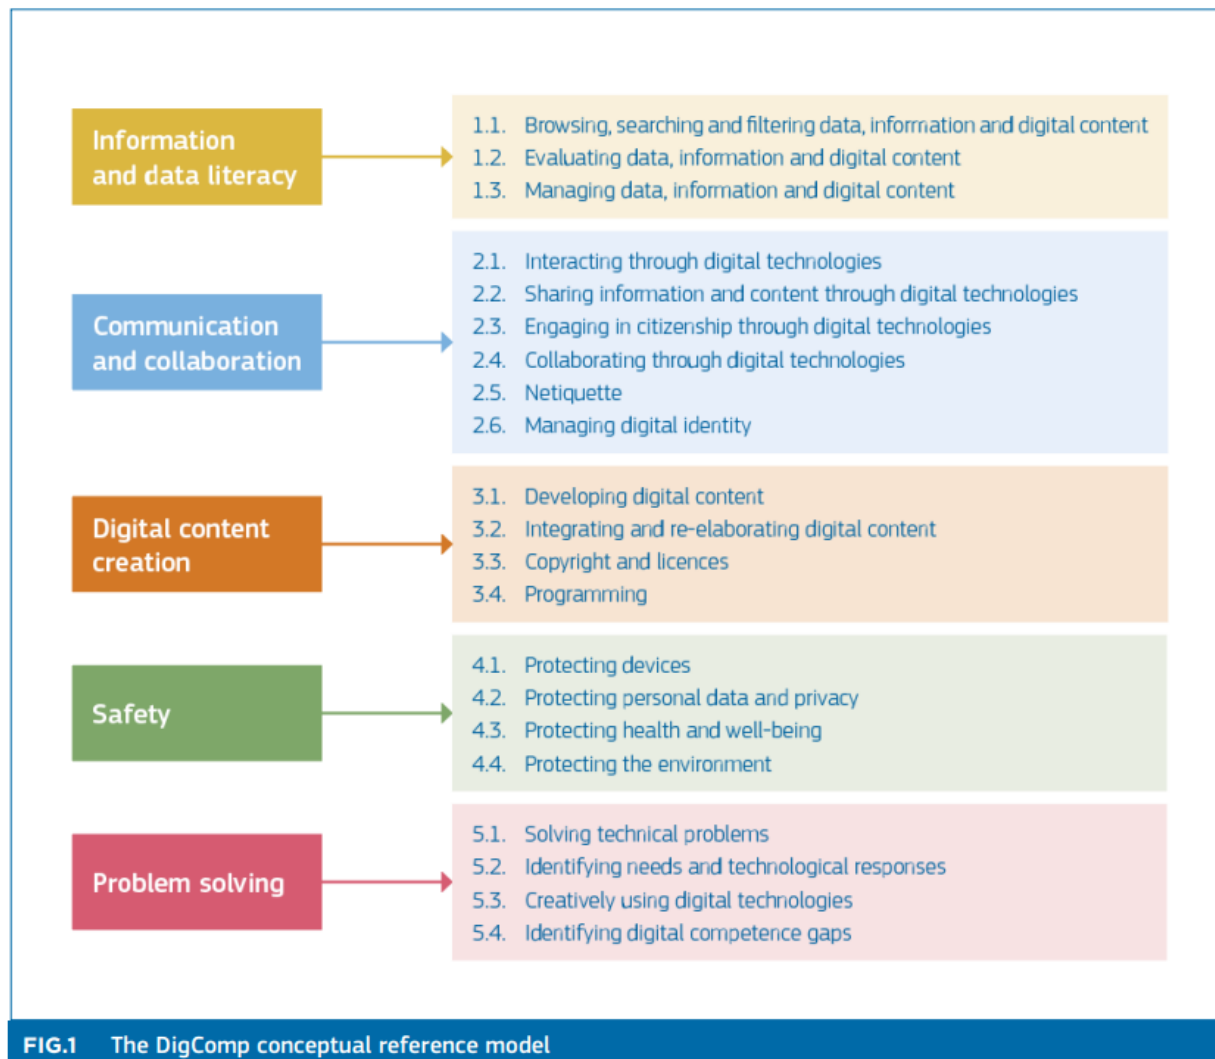 Information
and data literacy
1.1. Browsing, searching and filtering data, information and digital content
1.2. Evaluating data, information and digital content
1.3. Managing data, information and digital content
Communication
and collaboration
2.1. Interacting through digital technologies
2.2. Sharing information and content through digital technologies
2.3. Engaging in citizenship through digital technologies
2.4. Collaborating through digital technologies
2.5. Netiquette
2.6. Managing digital identity
Digital content
creation
3.1. Developing digital content
3.2. Integrating and re-elaborating digital content
3.3. Copyright and licences
3.4. Programming
Safety
4.1. Protecting devices
4.2. Protecting personal data and privacy
4.3. Protecting health and well-being
4.4. Protecting the environment
Problem solving
5.1. Solving technical problems
5.2. Identifying needs and technological responses
5.3. Creatively using digital technologies
5.4. Identifying digital competence gaps
FIG.1 The DigComp conceptual reference model